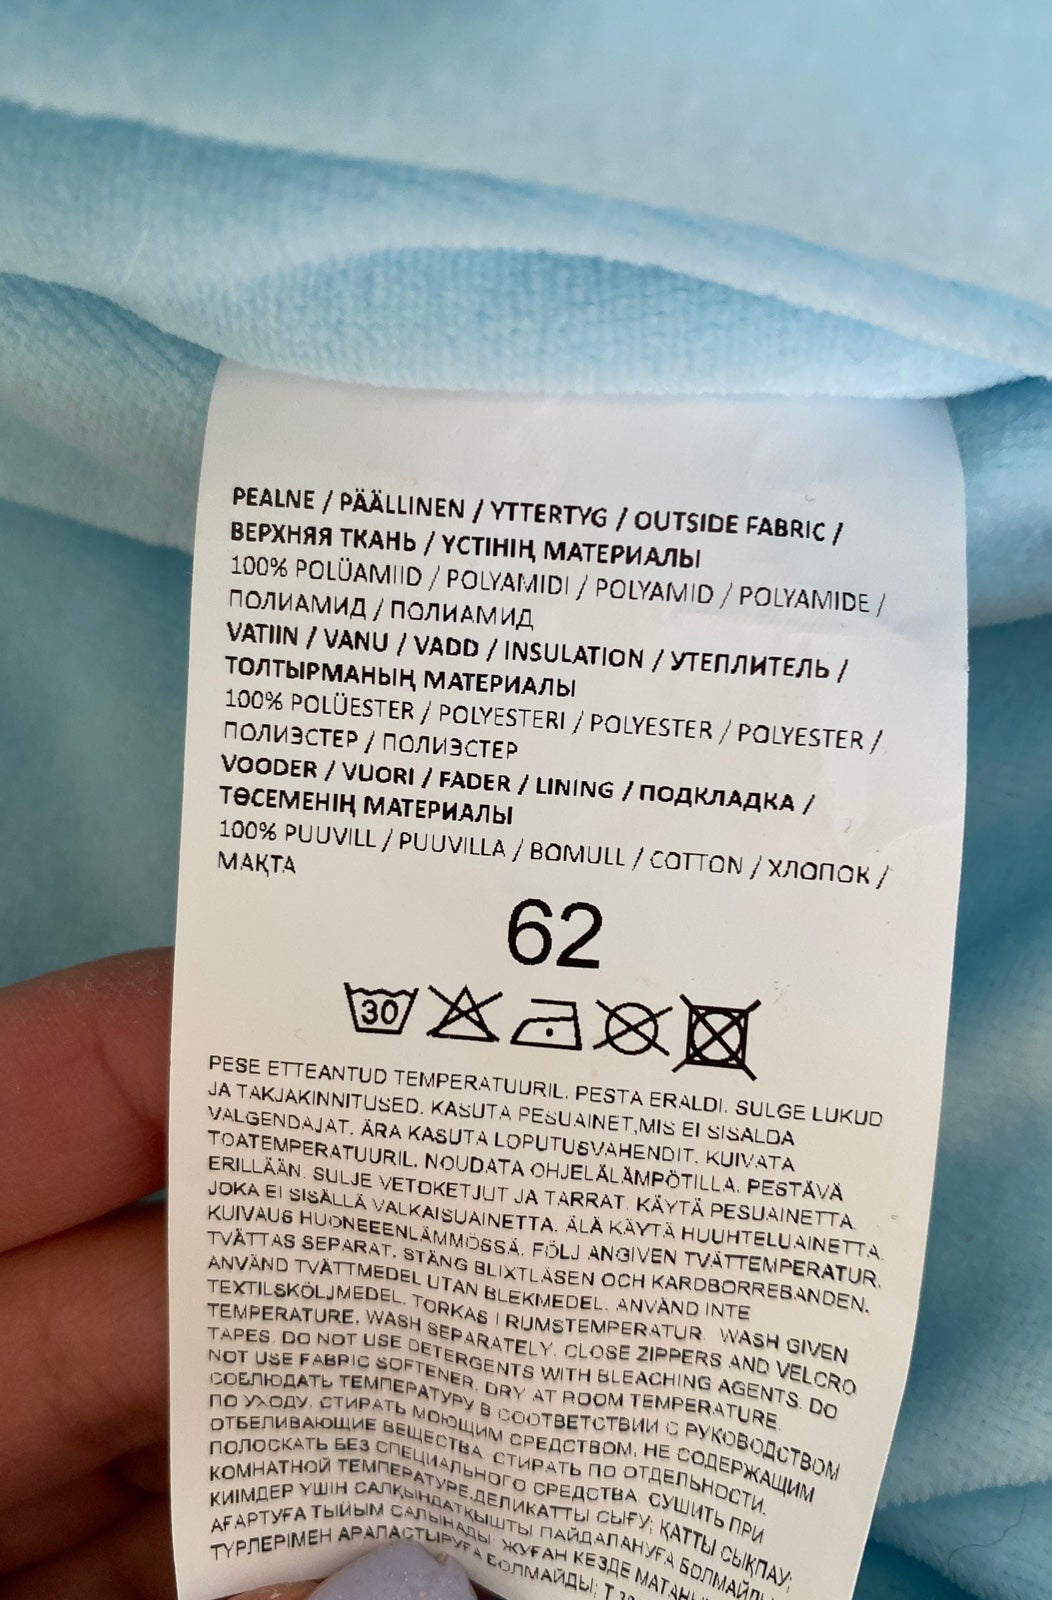 PEALNE / PÄÄLLINEN / YTTERTYG / OUTSIDE FABRIC /
ВЕРХНЯЯ ТКАНЬ / ҮСТІНІҢ МАТЕРИАЛЫ
100% POLÜAMIID / POLYAMIDI / POLYAMID / POLYAMIDE /
ПОЛИАМИД / ПОЛИАМИД
VATIIN / VANU / VADD / INSULATION / УТЕПЛИТЕЛЬ /
ТОЛТЫРМАНЫҢ МАТЕРИАЛЫ
100% POLÜESTER / POLYESTERI / POLYESTER / POLYESTER /
ПОЛИЭСТЕР / ПОЛИЭСТЕР
VOODER / VUORI / FADER / LINING / ПОДКЛАДКА /
ТӨСЕМЕНІҢ МАТЕРИАЛЫ
100% PUUVILL / PUUVILLA / BOMULL / COTTON / ХЛОПОК /
МАҚТА
62
30
PESE ETTEANTUD TEMPERATUURIL. PESTA ERALDI. SULGE LUKUD
JA TAKJAKINNITUSED. KASUTA PESUAINET,MIS EI SISALDA
VALGENDAJAT. ÄRA KASUTA LOPUTUSVAHENDIT. KUIVATA
TOATEMPERATUURIL. NOUDATA OHJELÄLÄMPÖTILLA. PESTÄVÄ
ERILLÄÄN. SULJE VETOKETJUT JA TARRAT. KÄYTÄ PESUAINETTA
JOKA EI SISÄLLÄ VALKAISUAINETTA. ÄLÄ KÄYTÄ HUUHTELUAINETTA.
KUIVAUS HUONEEENLÄMMÖSSÄ. FÖLJ ANGIVEN TVÄTTEMPERATUR.
TVÄTTAS SEPARAT. STÄNG BLIXTLÄSEN OCH KARDBORREBANDEN.
ANVÄND TVÄTTMEDEL UTAN BLEKMEDEL. ANVÄND INTE
TEXTILSKÖLJMEDEL. TORKAS I RUMSTEMPERATUR. WASH GIVEN
TEMPERATURE. WASH SEPARATELY. CLOSE ZIPPERS AND VELCRO
TAPES. DO NOT USE DETERGENTS WITH BLEACHING AGENTS. DO
NOT USE FABRIC SOFTENER. DRY AT ROOM TEMPERATURE.
СОБЛЮДАТЬ ТЕМПЕРАТУРУ В СООТВЕТСТВИИ С РУКОВОДСТВОМ
ПО УХОДУ. СТИРАТЬ МОЮЩИМ СРЕДСТВОМ, НЕ СОДЕРЖАЩИМ
ОТБЕЛИВАЮЩИЕ ВЕЩЕСТВА. СТИРАТЬ ПО ОТДЕЛЬНОСТИ.
ПОЛОСКАТЬ БЕЗ СПЕЦИАЛЬНОГО СРЕДСТВА. СУШИТЬ ПРИ
КОМНАТНОЙ ТЕМПЕРАТУРЕ.ДЕЛИКАТТЫ СЫҒУ; ҚАТТЫ СЫҚПАУ;
КИІМДЕР ҮШІН САЛҚЫНДАТҚЫШТЫ ПАЙДАЛАНУҒА БОЛМАЙДЫ;
АҒАРТУҒА ТЫЙЫМ САЛЫНАДЫ. ЖУҒАН КЕЗДЕ
ТҮРЛЕРІМЕН АРАЛАСТЫРУҒА БОЛМАЙДЫ;